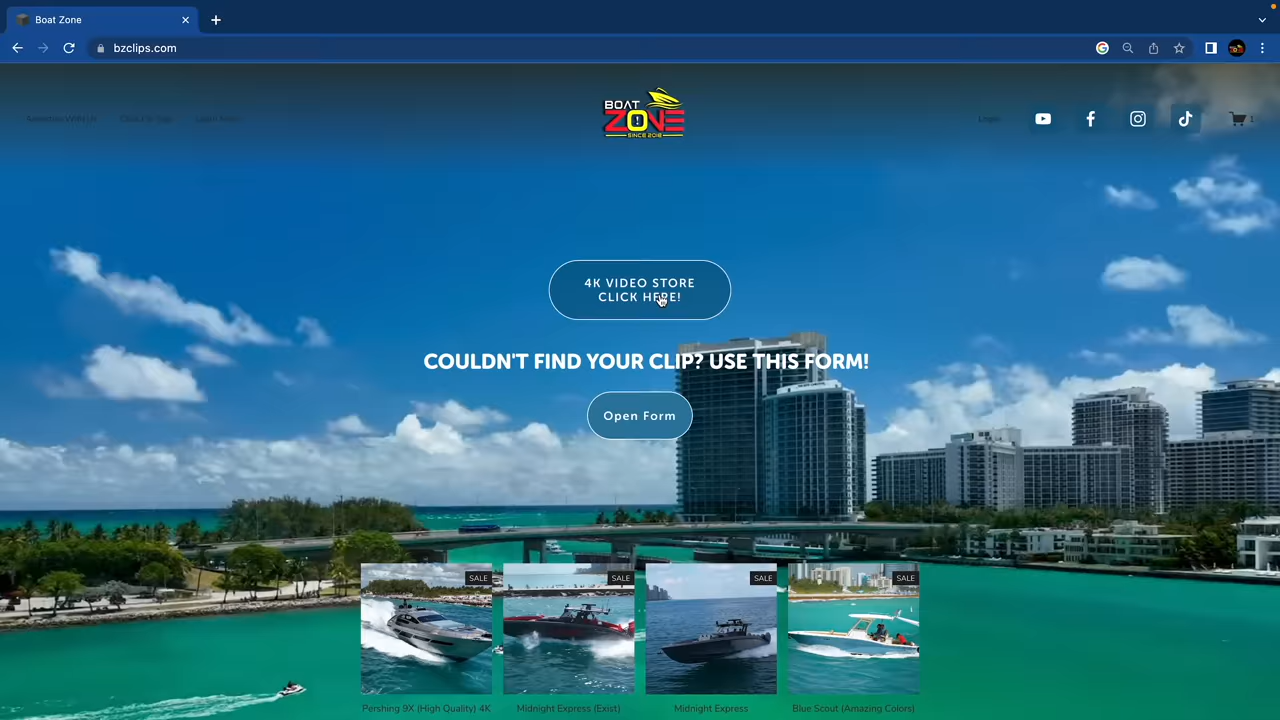 Boat Zone
bzclips.com
BOAT
ZONE
SINCE 2018
Login
1
4K VIDEO STORE
CLICK HERE!
COULDN'T FIND YOUR CLIP? USE THIS FORM!
Open Form
SALE
SALE
SALE
SALE
Pershing 9X (High Quality) 4K
Midnight Express (Exist)
Midnight Express
Blue Scout (Amazing Colors)